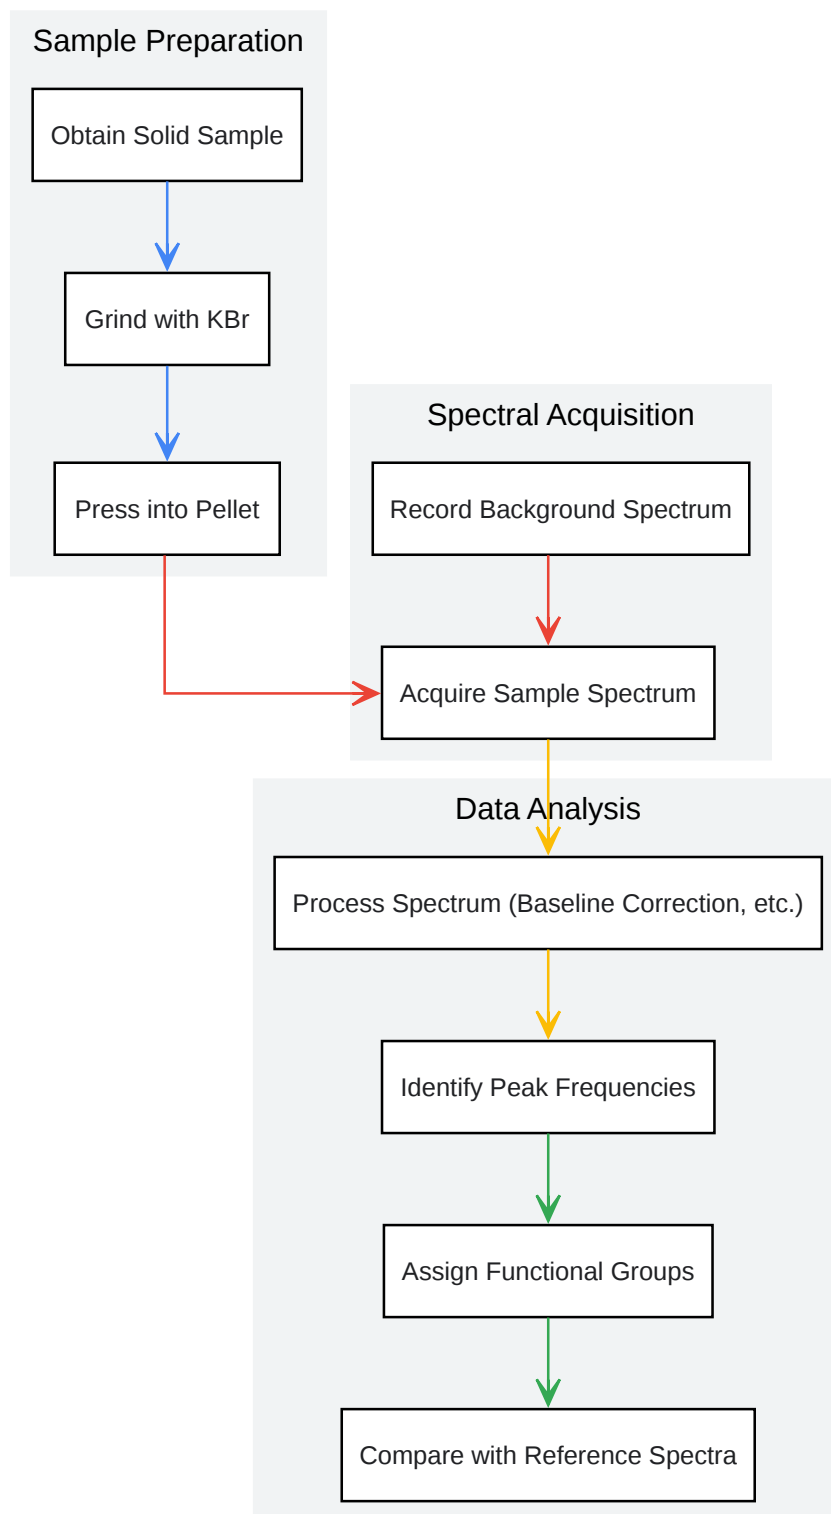 Sample Preparation
Obtain Solid Sample
Grind with KBr
Press into Pellet
Spectral Acquisition
Record Background Spectrum
Acquire Sample Spectrum
Data Analysis
Process Spectrum (Baseline Correction, etc.)
Identify Peak Frequencies
Assign Functional Groups
Compare with Reference Spectra